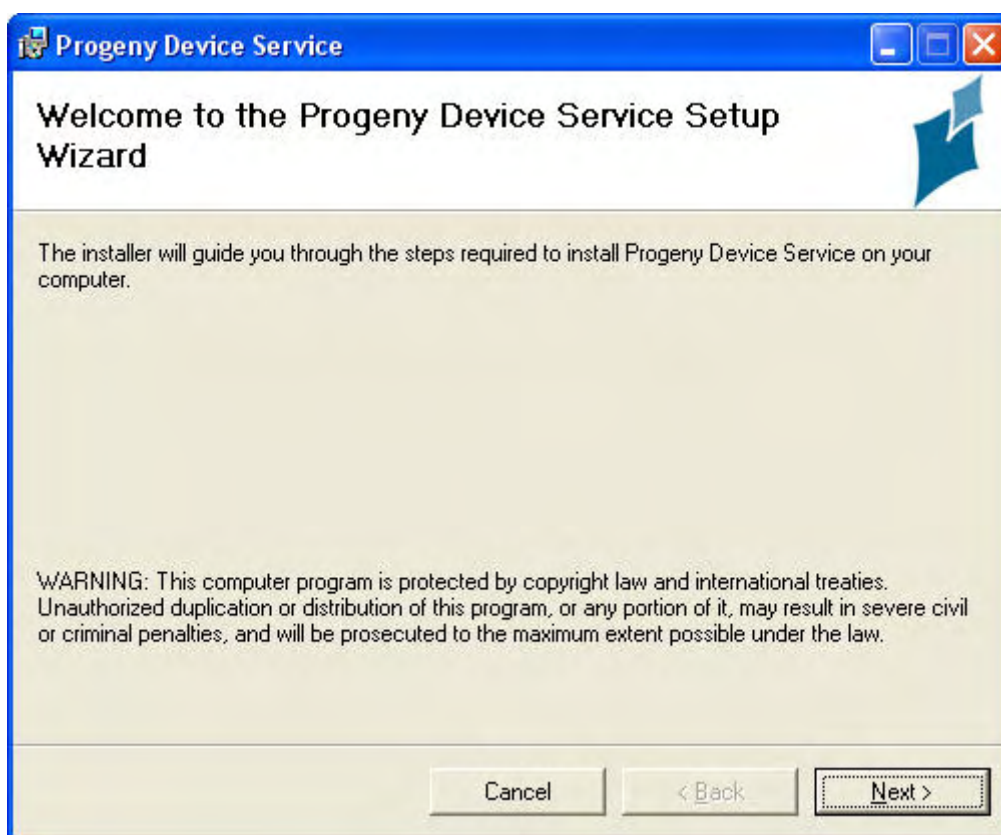 Progeny Device Service
Welcome to the Progeny Device Service Setup
Wizard
The installer will guide you through the steps required to install Progeny Device Service on your
computer.
WARNING: This computer program is protected by copyright law and international treaties.
Unauthorized duplication or distribution of this program, or any portion of it, may result in severe civil
or criminal penalties, and will be prosecuted to the maximum extent possible under the law.
Cancel < Back Next >